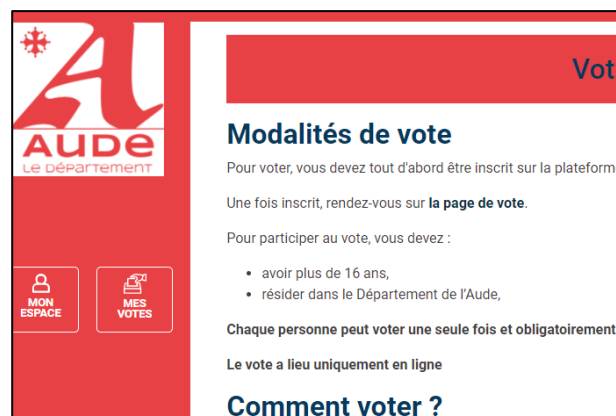 AUDE
LE DÉPARTEMENT
MON
ESPACE
MES
VOTES
Modalités de vote
Pour voter, vous devez tout d'abord être inscrit sur la
Une fois inscrit, rendez-vous sur la page de vote.
Pour participer au vote, vous devez :
avoir plus de 16 ans,
résider dans le Département de l'Aude,
Chaque personne peut voter une seule fois et obligatoirement
Le vote a lieu uniquement en ligne
Comment voter ?